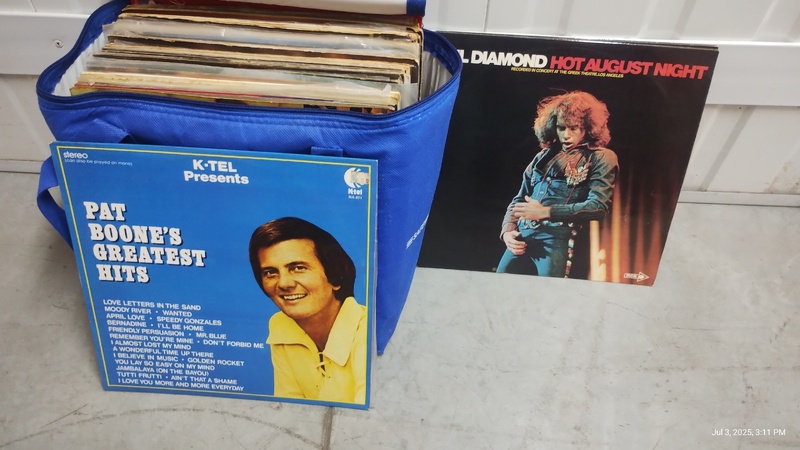 stereo
(can also be played on mono)
K-TEL
Presents
K-tel
PAT
BOONE'S
GREATEST
HITS
LOVE LETTERS IN THE SAND
MOODY RIVER • WANTED
APRIL LOVE • SPEEDY GONZALES
BERNADINE • I'LL BE HOME
FRIENDLY PERSUASION • MR. BLUE
REMEMBER YOU'RE MINE • DON'T FORBID ME
I ALMOST LOST MY MIND
A WONDERFUL TIME UP THERE
I BELIEVE IN MUSIC • GOLDEN ROCKET
YOU LAY SO EASY ON MY MIND
JAMBALAYA (ON THE BAYOU)
TUTTI FRUTTI • AIN'T THAT A SHAME
I LOVE YOU MORE AND MORE EVERYDAY
L DIAMOND HOT AUGUST NIGHT
RECORDED IN CONCERT AT THE GREEK THEATRE, LOS ANGELES
Jul 3, 2025, 3:11 PM